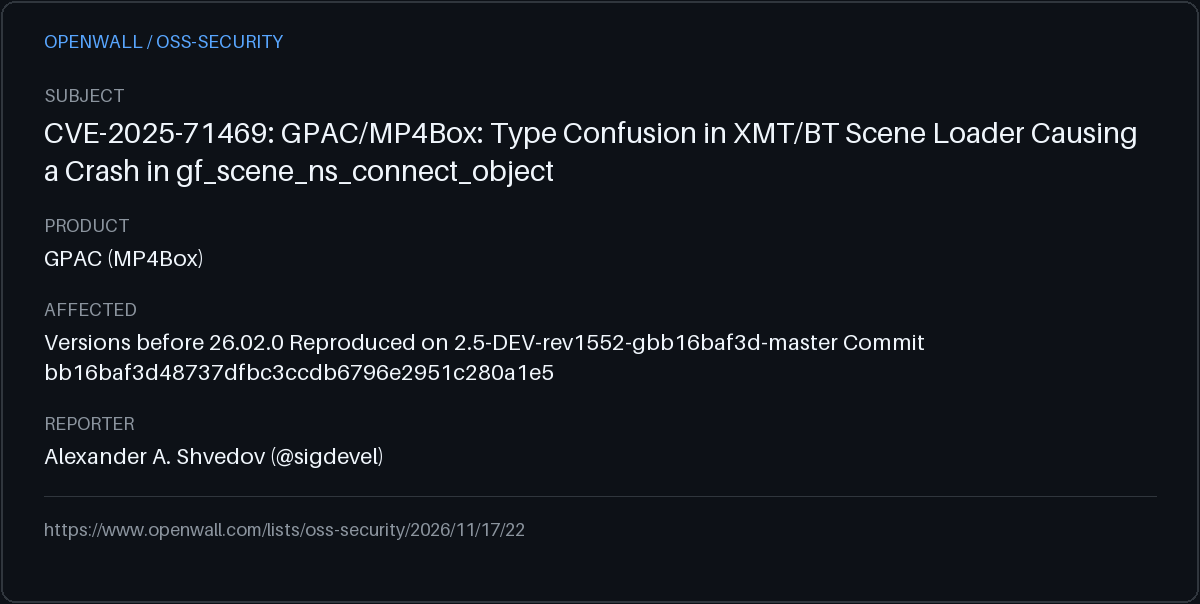 OPENWALL / OSS-SECURITY
SUBJECT
CVE-2025-71469: GPAC/MP4Box: Type Confusion in XMT/BT Scene Loader Causing
a Crash in gf_scene_ns_connect_object
PRODUCT
GPAC (MP4Box)
AFFECTED
Versions before 26.02.0 Reproduced on 2.5-DEV-rev1552-gbb16baf3d-master Commit
bb16baf3d48737dfbc3ccdb6796e2951c280a1e5
REPORTER
Alexander A. Shvedov (@sigdevel)
https://www.openwall.com/lists/oss-security/2026/11/17/22